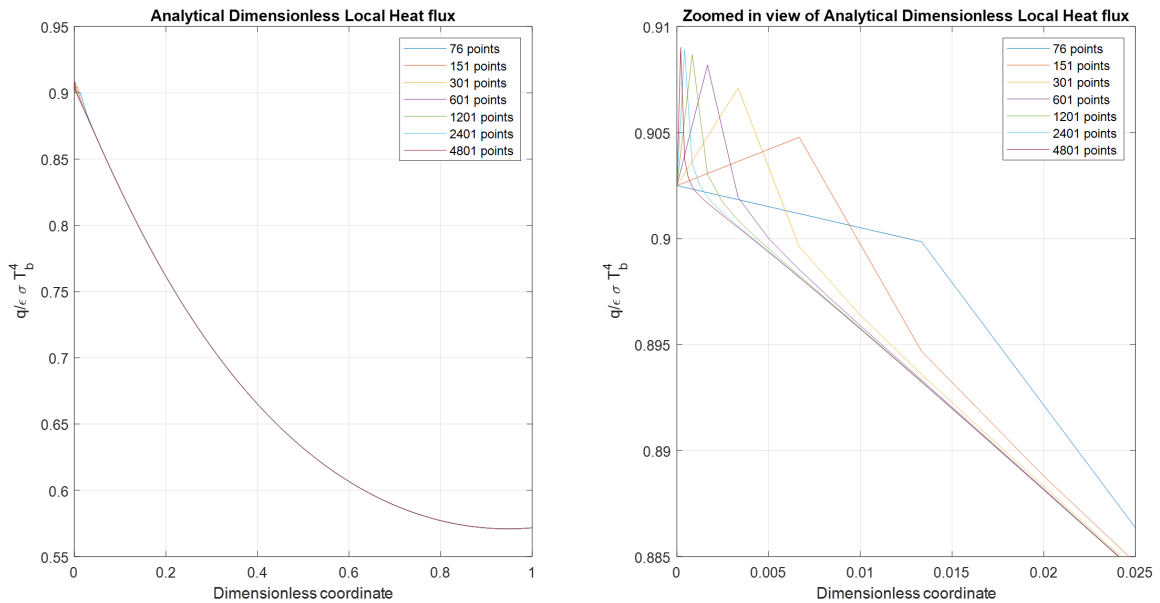 Analytical Dimensionless Local Heat flux
0.95
0.9
0.85
0.8
0.75
0.7
0.65
0.6
0.55
q/ϵ σ T_b^4
0
0.2
0.4
0.6
0.8
1
Dimensionless coordinate
76 points
151 points
301 points
601 points
1201 points
2401 points
4801 points
Zoomed in view of Analytical Dimensionless Local Heat flux
0.91
0.905
0.9
0.895
0.89
0.885
q/ϵ σ T_b^4
0
0.005
0.01
0.015
0.02
0.025
Dimensionless coordinate
76 points
151 points
301 points
601 points
1201 points
2401 points
4801 points